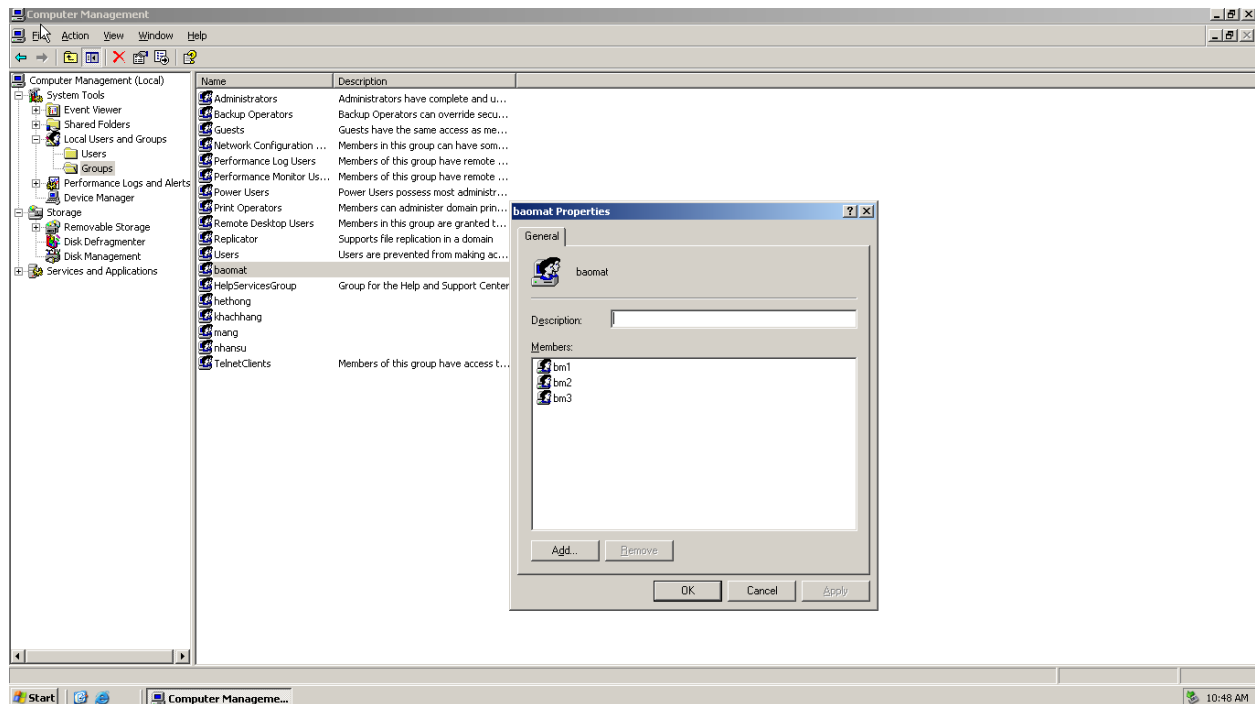 Computer Management
File Action View Window Help
Computer Management (Local)
System Tools
Event Viewer
Shared Folders
Local Users and Groups
Users
Groups
Performance Logs and Alerts
Device Manager
Storage
Removable Storage
Disk Defragmenter
Disk Management
Services and Applications
Name Description
Administrators Administrators have complete and u...
Backup Operators Backup Operators can override secu...
Guests Guests have the same access as me...
Network Configuration ... Members in this group can have som...
Performance Log Users Members of this group have remote ...
Performance Monitor Us... Members of this group have remote ...
Power Users Power Users possess most administr...
Print Operators Members can administer domain prin...
Remote Desktop Users Members in this group are granted t...
Replicator Supports file replication in a domain
Users Users are prevented from making ac...
baomat
HelpServicesGroup Group for the Help and Support Center
hethong
khachhang
mang
nhansu
TelnetClients Members of this group have access t...
baomat Properties
General
baomat
Description:
Members:
bm1
bm2
bm3
Add... Remove
OK Cancel Apply
Start Computer Manageme... 10:48 AM